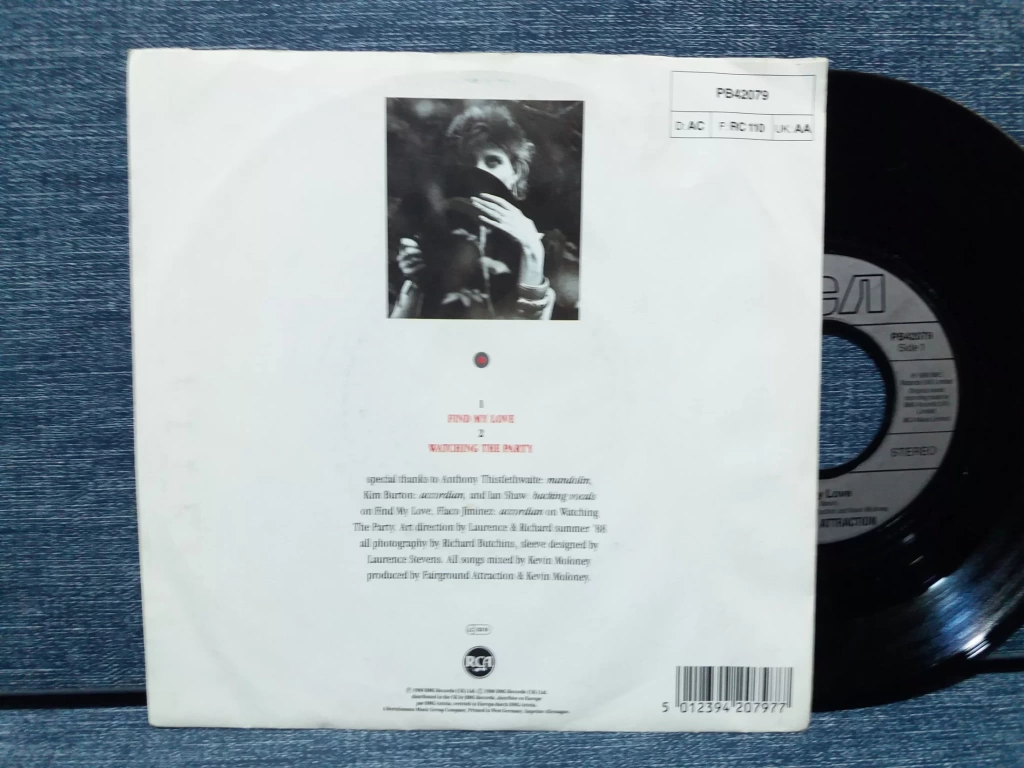 PB42079
D: AC F: RC 110 UK: AA
1
FIND MY LOVE
2
WATCHING THE PARTY
special thanks to Anthony Thistlethwaite: mandolin,
Kim Burton: accordian, and Ian Shaw: backing vocals
on Find My Love, Flaco Jiminez: accordian on Watching
The Party. Art direction by Laurence & Richard summer '88
all photography by Richard Butchins, sleeve designed by
Laurence Stevens. All songs mixed by Kevin Moloney
produced by Fairground Attraction & Kevin Moloney.
RCA
5 012394 207977
PB42079
Side 1
STEREO
Love
ATTRACTION